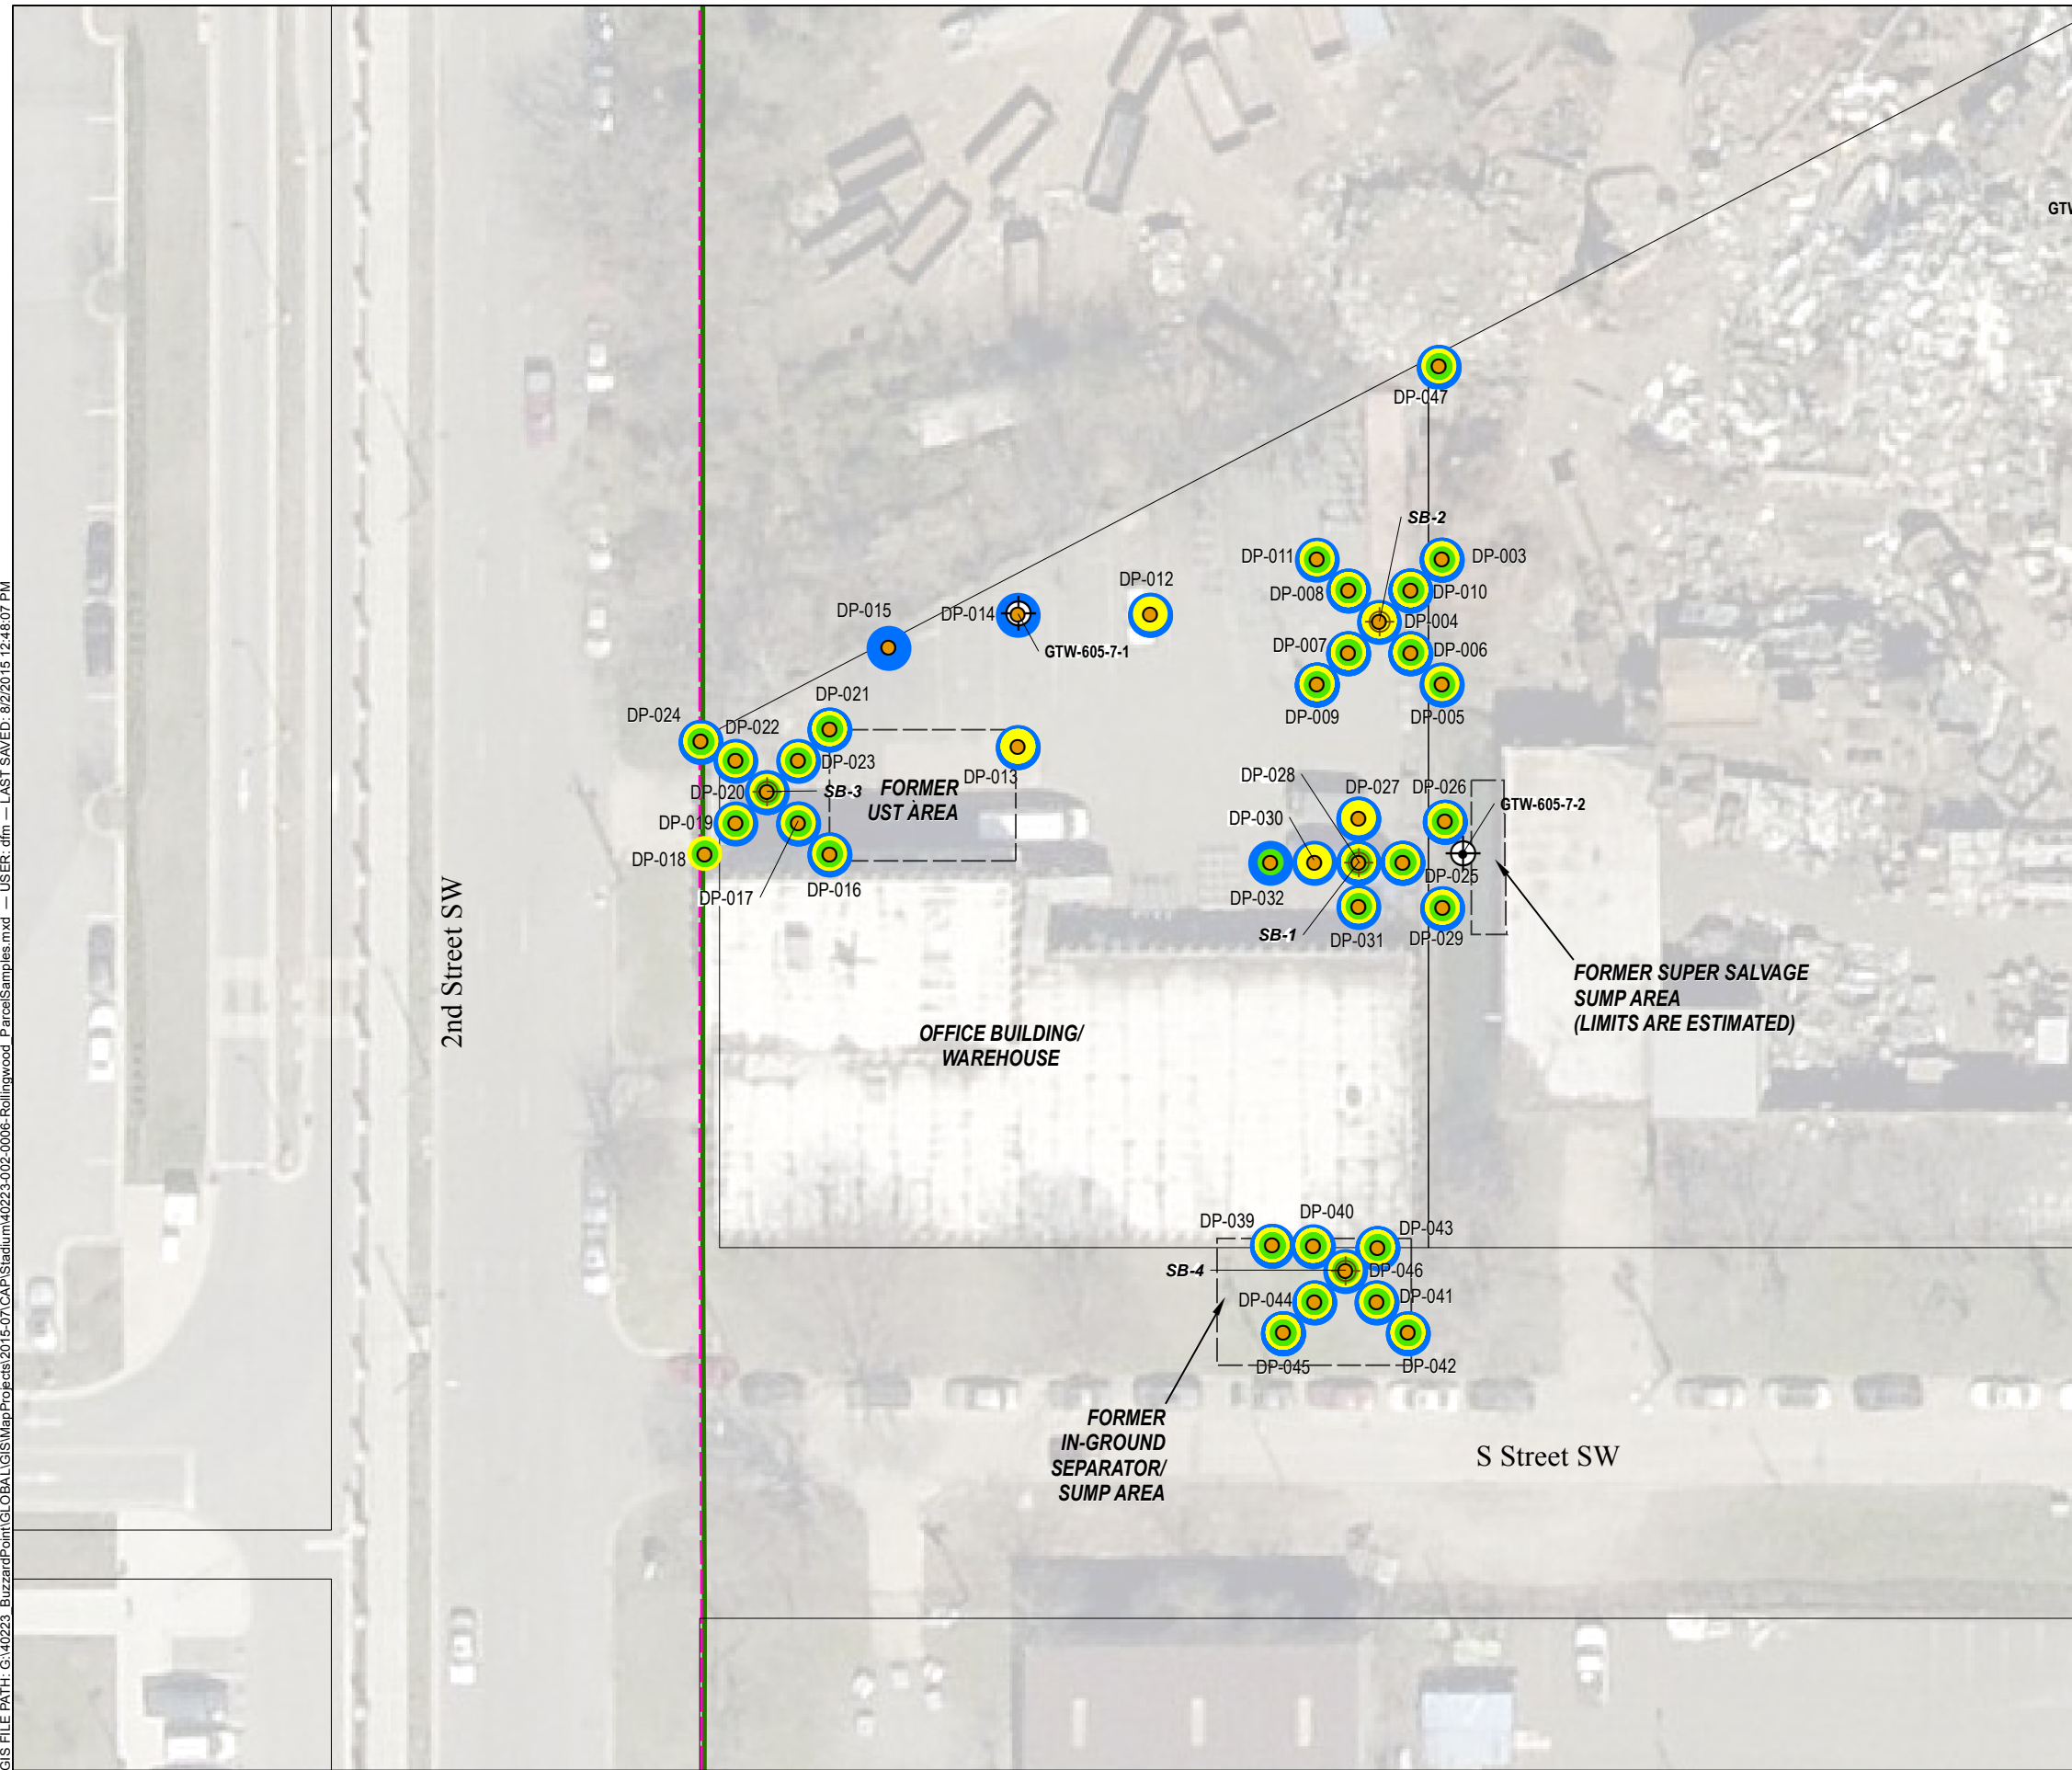 GTW
DP-047
SB-2
DP-011
DP-003
DP-012
DP-008
DP-010
DP-015
DP-014
DP-004
GTW-605-7-1
DP-007
DP-006
DP-021
DP-024
DP-022
DP-009
DP-005
DP-023
DP-013
DP-028
DP-020
SB-3
FORMER
UST AREA
DP-027
DP-026
GTW-605-7-2
DP-030
DP-019
DP-018
DP-025
DP-017
DP-016
DP-032
SB-1
DP-031
DP-029
2nd Street SW
FORMER SUPER SALVAGE
SUMP AREA
(LIMITS ARE ESTIMATED)
OFFICE BUILDING/
WAREHOUSE
DP-039
DP-040
DP-043
SB-4
DP-046
DP-044
DP-041
DP-045
DP-042
FORMER
IN-GROUND
SEPARATOR/
SUMP AREA
S Street SW
GIS FILE PATH: G:\40223_BuzzardPoint\GLOBAL\GIS\MapProjects\2015-07\CAP\Stadium\40223-002-0006-Rollingwood_ParcelSamples.mxd — USER: dfm — LAST SAVED: 8/2/2015 12:48:07 PM